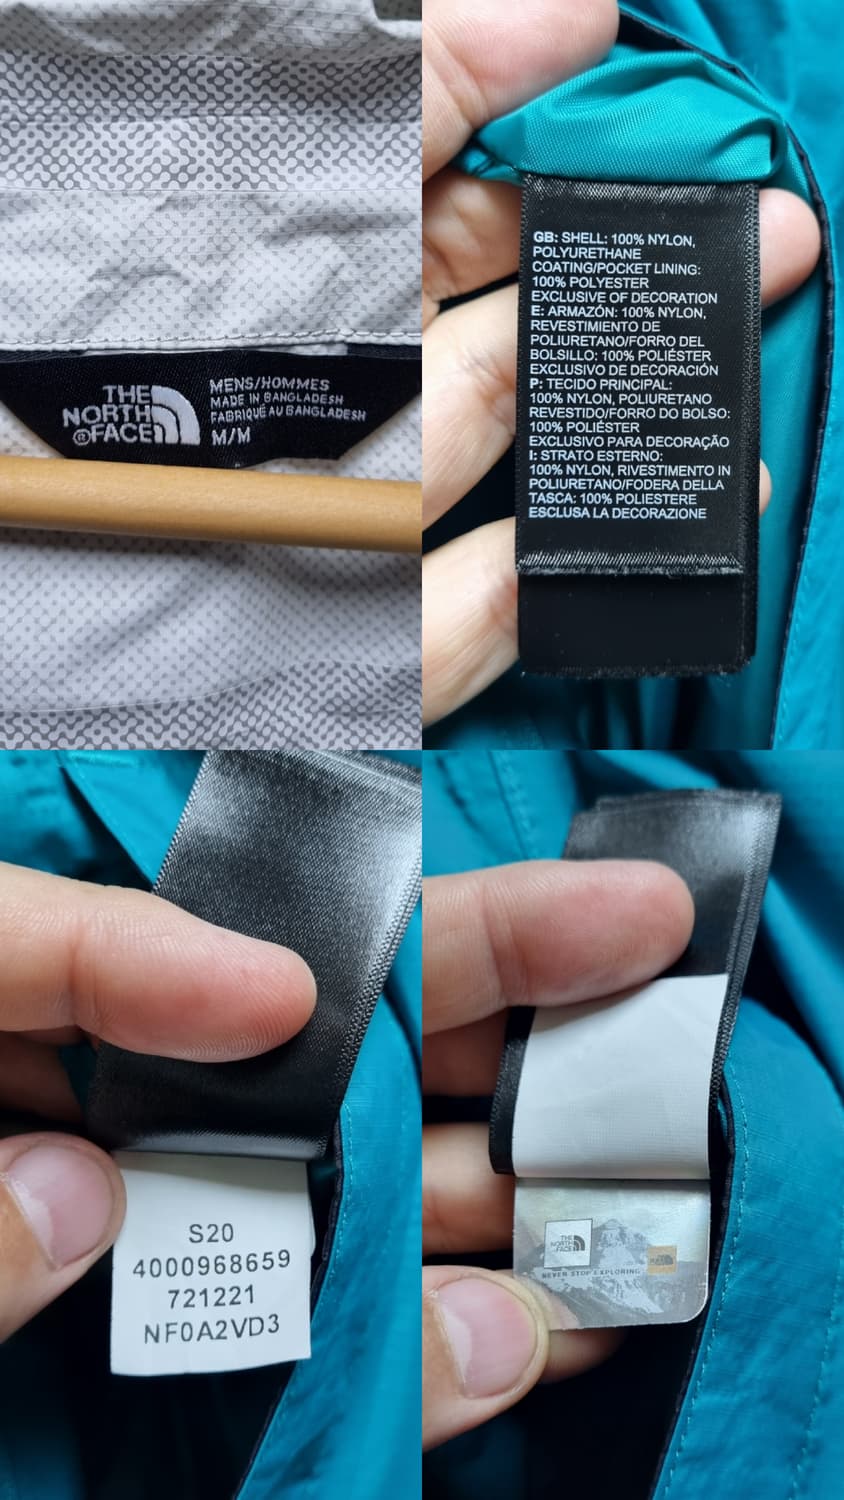 THE
NORTH
FACE
®
MENS/HOMMES
MADE IN BANGLADESH
FABRIQUÉ AU BANGLADESH
M/M
GB: SHELL: 100% NYLON,
POLYURETHANE
COATING/POCKET LINING:
100% POLYESTER
EXCLUSIVE OF DECORATION
E: ARMAZÓN: 100% NYLON,
REVESTIMIENTO DE
POLIURETANO/FORRO DEL
BOLSILLO: 100% POLIÉSTER
EXCLUSIVO DE DECORACIÓN
P: TECIDO PRINCIPAL:
100% NYLON, POLIURETANO
REVESTIDO/FORRO DO BOLSO:
100% POLIÉSTER
EXCLUSIVO PARA DECORAÇÃO
I: STRATO ESTERNO:
100% NYLON, RIVESTIMENTO IN
POLIURETANO/FODERA DELLA
TASCA: 100% POLIESTERE
ESCLUSA LA DECORAZIONE
S20
4000968659
721221
NF0A2VD3
THE
NORTH
FACE
NEVER STOP EXPLORING